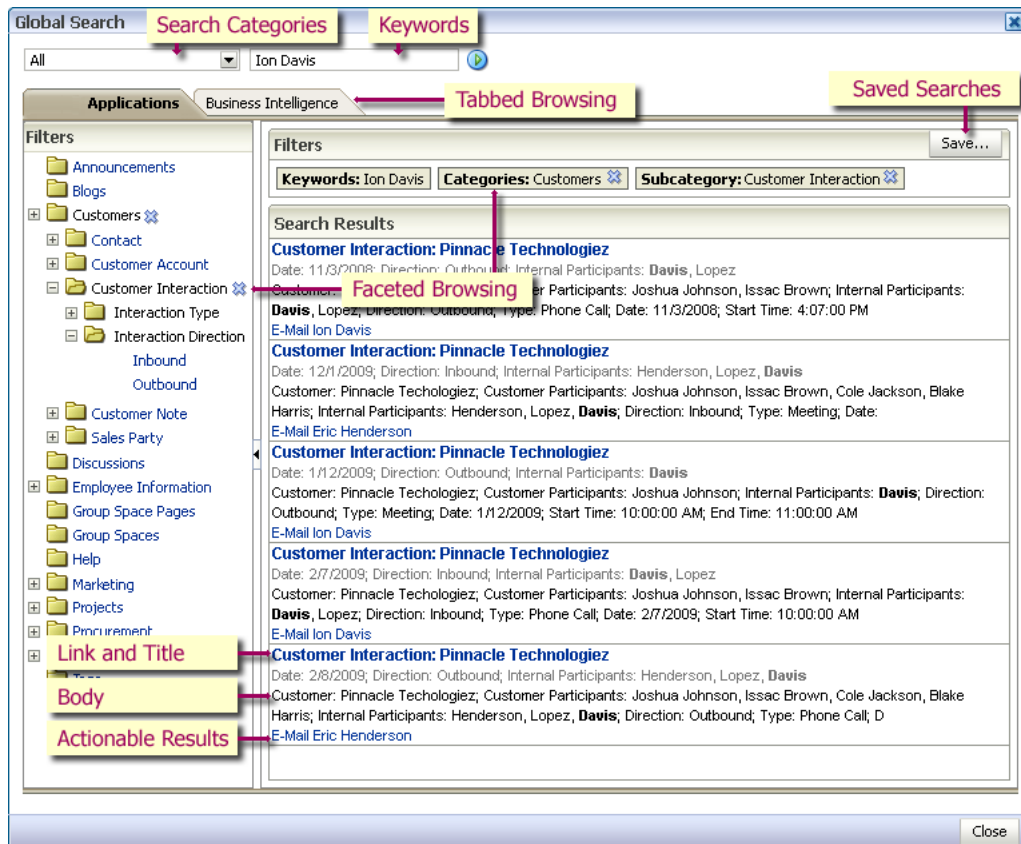 Global Search
Search Categories
Keywords
All
Ion Davis
Applications
Business Intelligence
Tabbed Browsing
Saved Searches
Filters
Announcements
Blogs
Customers
Contact
Customer Account
Customer Interaction
Interaction Type
Interaction Direction
Inbound
Outbound
Customer Note
Sales Party
Discussions
Employee Information
Group Space Pages
Group Spaces
Help
Marketing
Projects
Procurement
Link and Title
Body
Actionable Results
Filters
Save...
Keywords: Ion Davis
Categories: Customers
Subcategory: Customer Interaction
Search Results
Customer Interaction: Pinnacle Technologiez
Date: 11/3/2008; Direction: Outbound; Internal Participants: Davis, Lopez
Faceted Browsing
Customer: Participants: Joshua Johnson, Issac Brown; Internal Participants:
Davis, Lopez; Direction: Outbound; Type: Phone Call; Date: 11/3/2008; Start Time: 4:07:00 PM
E-Mail Ion Davis
Customer Interaction: Pinnacle Technologiez
Date: 12/1/2009; Direction: Inbound; Internal Participants: Henderson, Lopez, Davis
Customer: Pinnacle Techologiez; Customer Participants: Joshua Johnson, Issac Brown, Cole Jackson, Blake
Harris; Internal Participants: Henderson, Lopez, Davis; Direction: Inbound; Type: Meeting; Date:
E-Mail Eric Henderson
Customer Interaction: Pinnacle Technologiez
Date: 1/12/2009; Direction: Outbound; Internal Participants: Davis
Customer: Pinnacle Techologiez; Customer Participants: Joshua Johnson; Internal Participants: Davis; Direction:
Outbound; Type: Meeting; Date: 1/12/2009; Start Time: 10:00:00 AM; End Time: 11:00:00 AM
E-Mail Ion Davis
Customer Interaction: Pinnacle Technologiez
Date: 2/7/2009; Direction: Inbound; Internal Participants: Davis, Lopez
Customer: Pinnacle Techologiez; Customer Participants: Joshua Johnson, Issac Brown; Internal Participants:
Davis, Lopez; Direction: Inbound; Type: Phone Call; Date: 2/7/2009; Start Time: 10:00:00 AM
E-Mail Ion Davis
Customer Interaction: Pinnacle Technologiez
Date: 2/8/2009; Direction: Outbound; Internal Participants: Henderson, Lopez, Davis
Customer: Pinnacle Techologiez; Customer Participants: Joshua Johnson, Issac Brown, Cole Jackson, Blake
Harris; Internal Participants: Henderson, Lopez, Davis; Direction: Outbound; Type: Phone Call; D
E-Mail Eric Henderson
Close